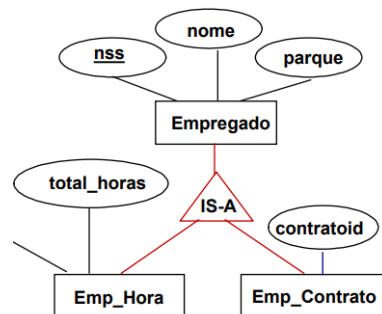 nome
nss
parque
Empregado
total_horas
IS-A
contratoid
Emp_Hora
Emp_Contrato